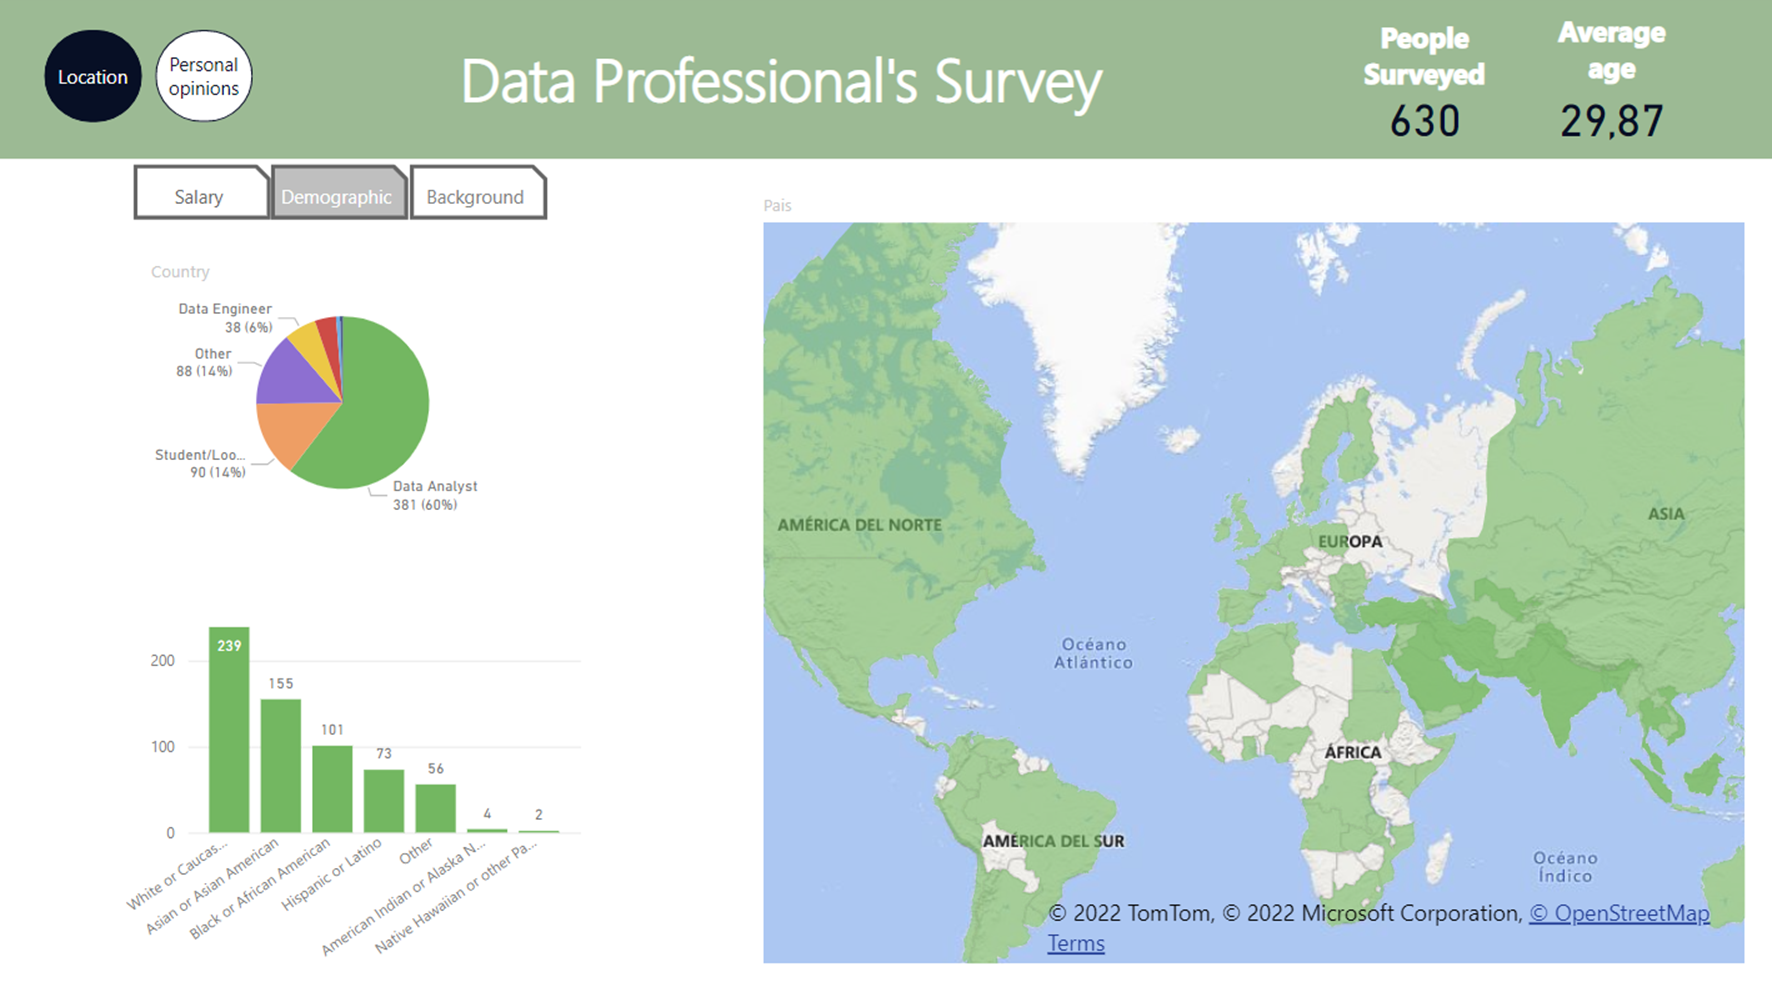 Location
Personal
opinions
Data Professional's Survey
People
Surveyed
630
Average
age
29,87
Salary
Demographic
Background
Country
Data Engineer
38 (6%)
Other
88 (14%)
Student/Loo...
90 (14%)
Data Analyst
381 (60%)
200
100
0
239
155
101
73
56
4
2
White or Caucas...
Asian or Asian American
Black or African American
Hispanic or Latino
Other
American Indian or Alaska N...
Native Hawaiian or other Pa...
Pais
AMÉRICA DEL NORTE
EUROPA
ASIA
Océano
Atlántico
ÁFRICA
AMÉRICA DEL SUR
Océano
Índico
© 2022 TomTom, © 2022 Microsoft Corporation, © OpenStreetMap
Terms